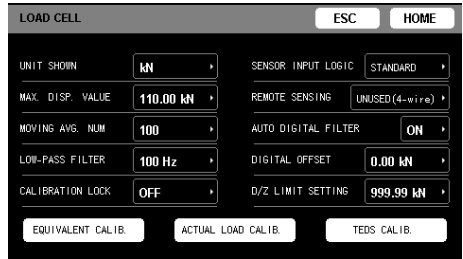 LOAD CELL
ESC
HOME
UNIT SHOWN kN
SENSOR INPUT LOGIC STANDARD
MAX. DISP. VALUE 110.00 kN
REMOTE SENSING UNUSED(4-wire)
MOVING AVG. NUM 100
AUTO DIGITAL FILTER ON
LOW-PASS FILTER 100 Hz
DIGITAL OFFSET 0.00 kN
CALIBRATION LOCK OFF
D/Z LIMIT SETTING 999.99 kN
EQUIVALENT CALIB.
ACTUAL LOAD CALIB.
TEDS CALIB.